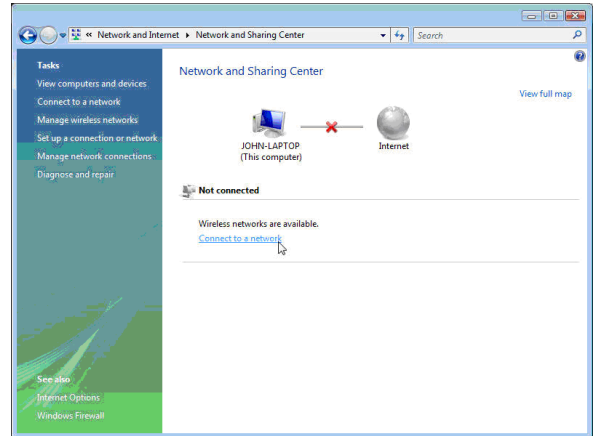 « Network and Internet ▸ Network and Sharing Center
Search
Tasks
View computers and devices
Connect to a network
Manage wireless networks
Set up a connection or network
Manage network connections
Diagnose and repair
See also
Internet Options
Windows Firewall
Network and Sharing Center
View full map
JOHN-LAPTOP
(This computer)
Internet
Not connected
Wireless networks are available.
Connect to a network